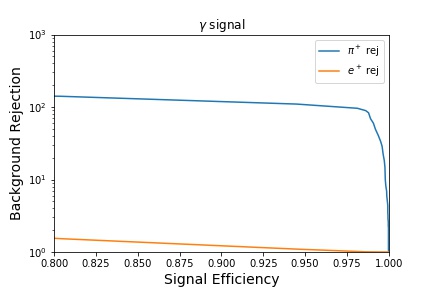 γ signal
π⁺ rej
e⁺ rej
Background Rejection
10³
10²
10¹
10⁰
0.800 0.825 0.850 0.875 0.900 0.925 0.950 0.975 1.000
Signal Efficiency